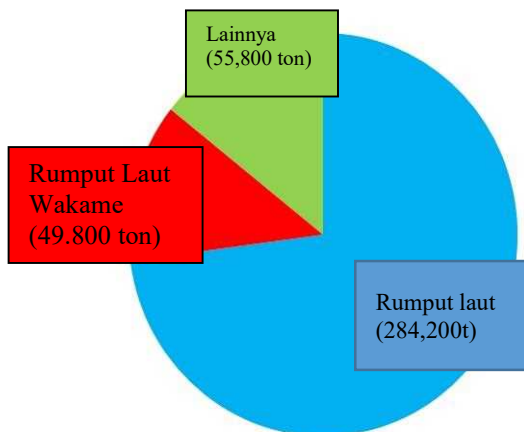 Lainnya
(55,800 ton)
Rumput Laut
Wakame
(49.800 ton)
Rumput laut
(284,200t)